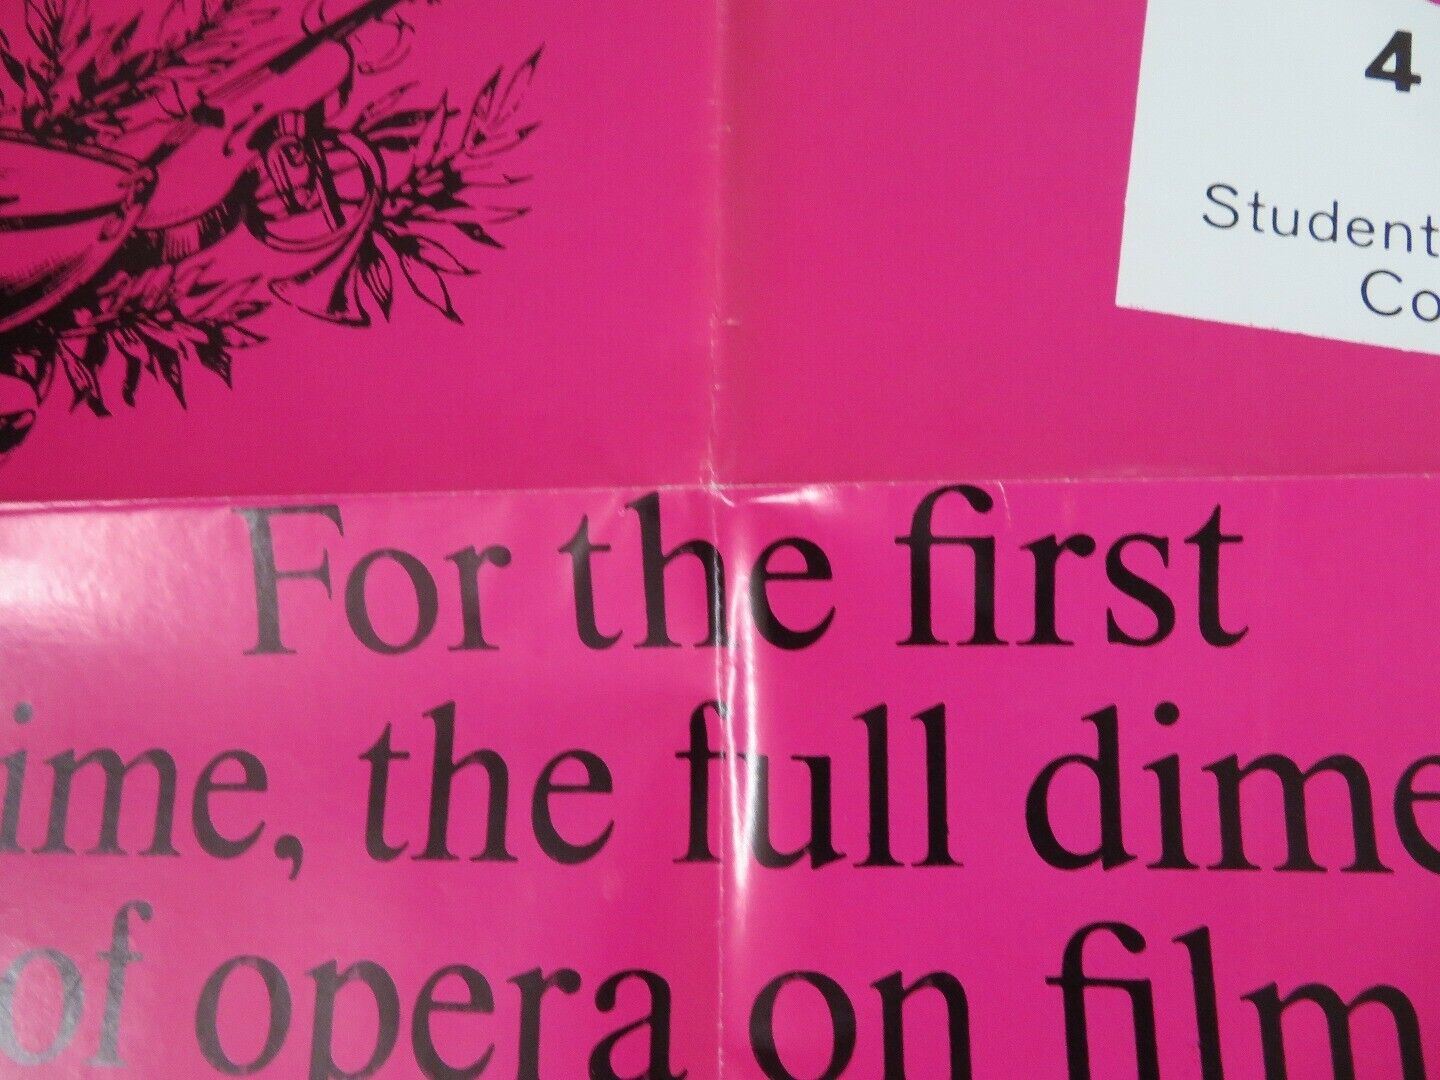 4
Student
Co
For the first
ime, the full dime
of opera on film